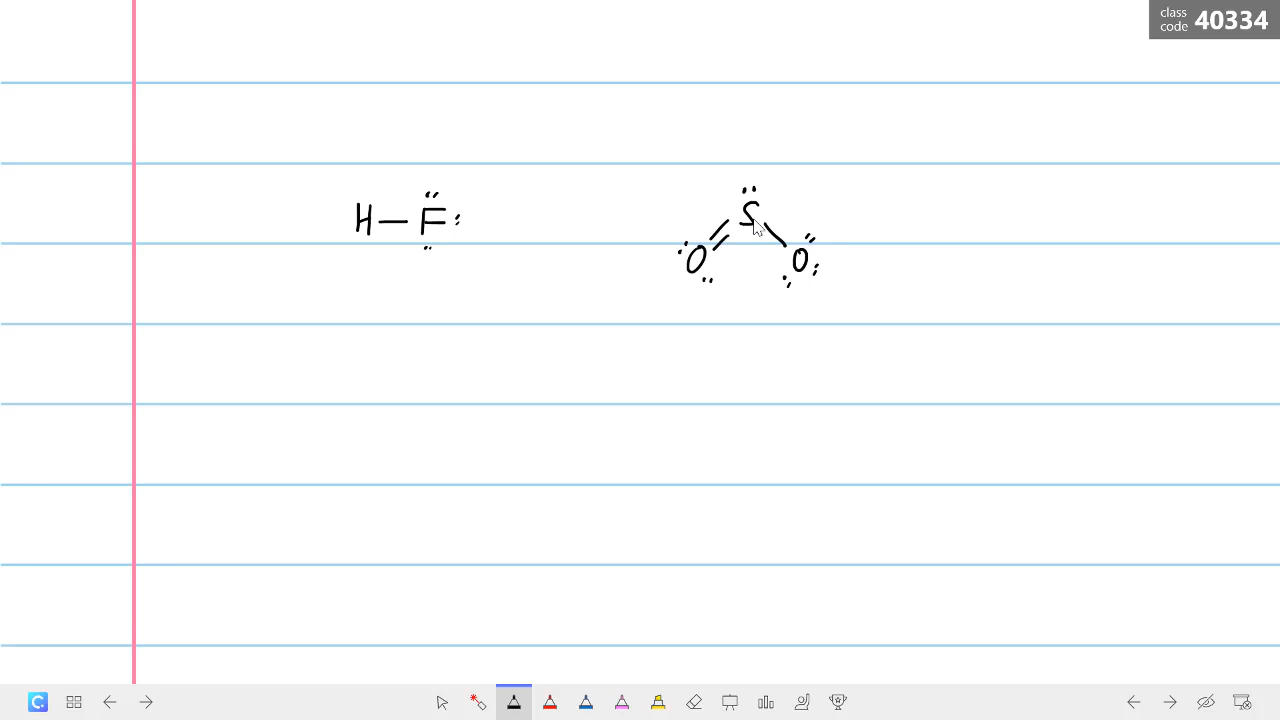 class code 40334
H — F̤̈ :
S̈
:Ö = S — Ö: